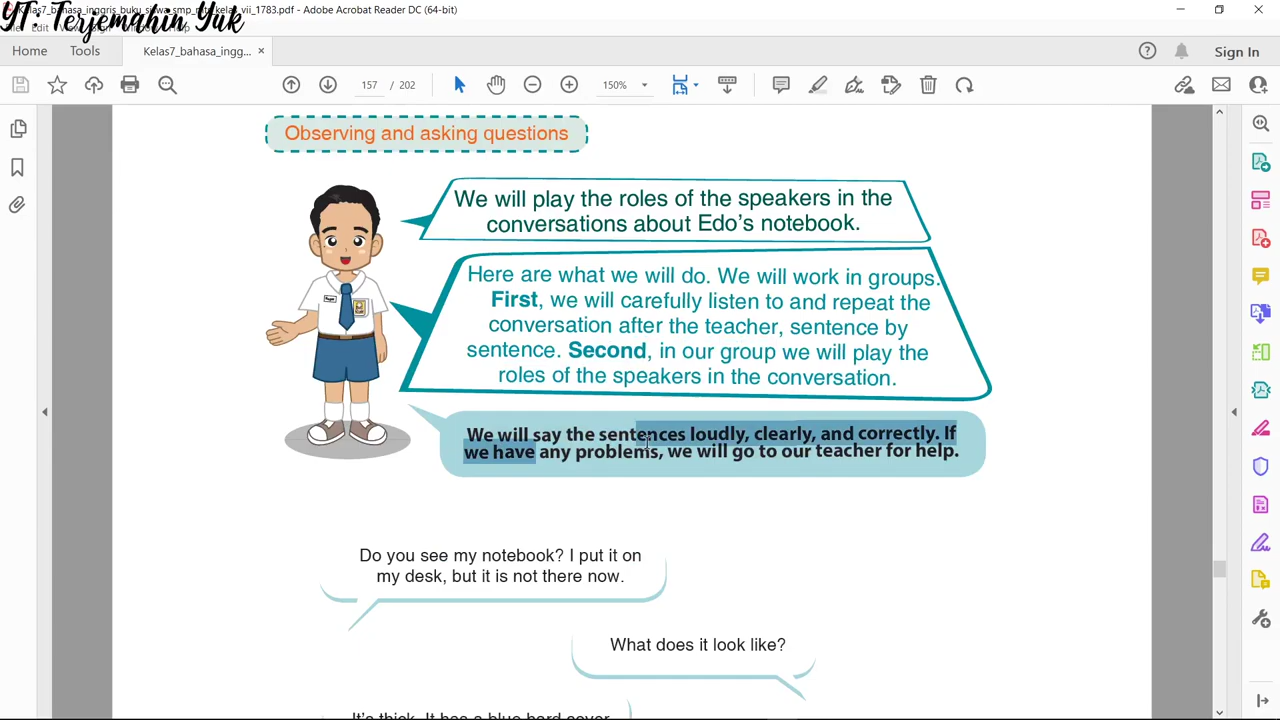 YT: Terjemahin Yuk
Kelas7_bahasa_inggris_buku_siswa_smp_mts_kelas_vii_1783.pdf - Adobe Acrobat Reader DC (64-bit)
Home
Tools
Kelas7_bahasa_ingg...
Sign In
157 / 202
150%
Observing and asking questions
We will play the roles of the speakers in the
conversations about Edo's notebook.
Here are what we will do. We will work in groups.
First, we will carefully listen to and repeat the
conversation after the teacher, sentence by
sentence. Second, in our group we will play the
roles of the speakers in the conversation.
We will say the sentences loudly, clearly, and correctly. If
we have any problems, we will go to our teacher for help.
Do you see my notebook? I put it on
my desk, but it is not there now.
What does it look like?
It's thick. It has a blue hard cover